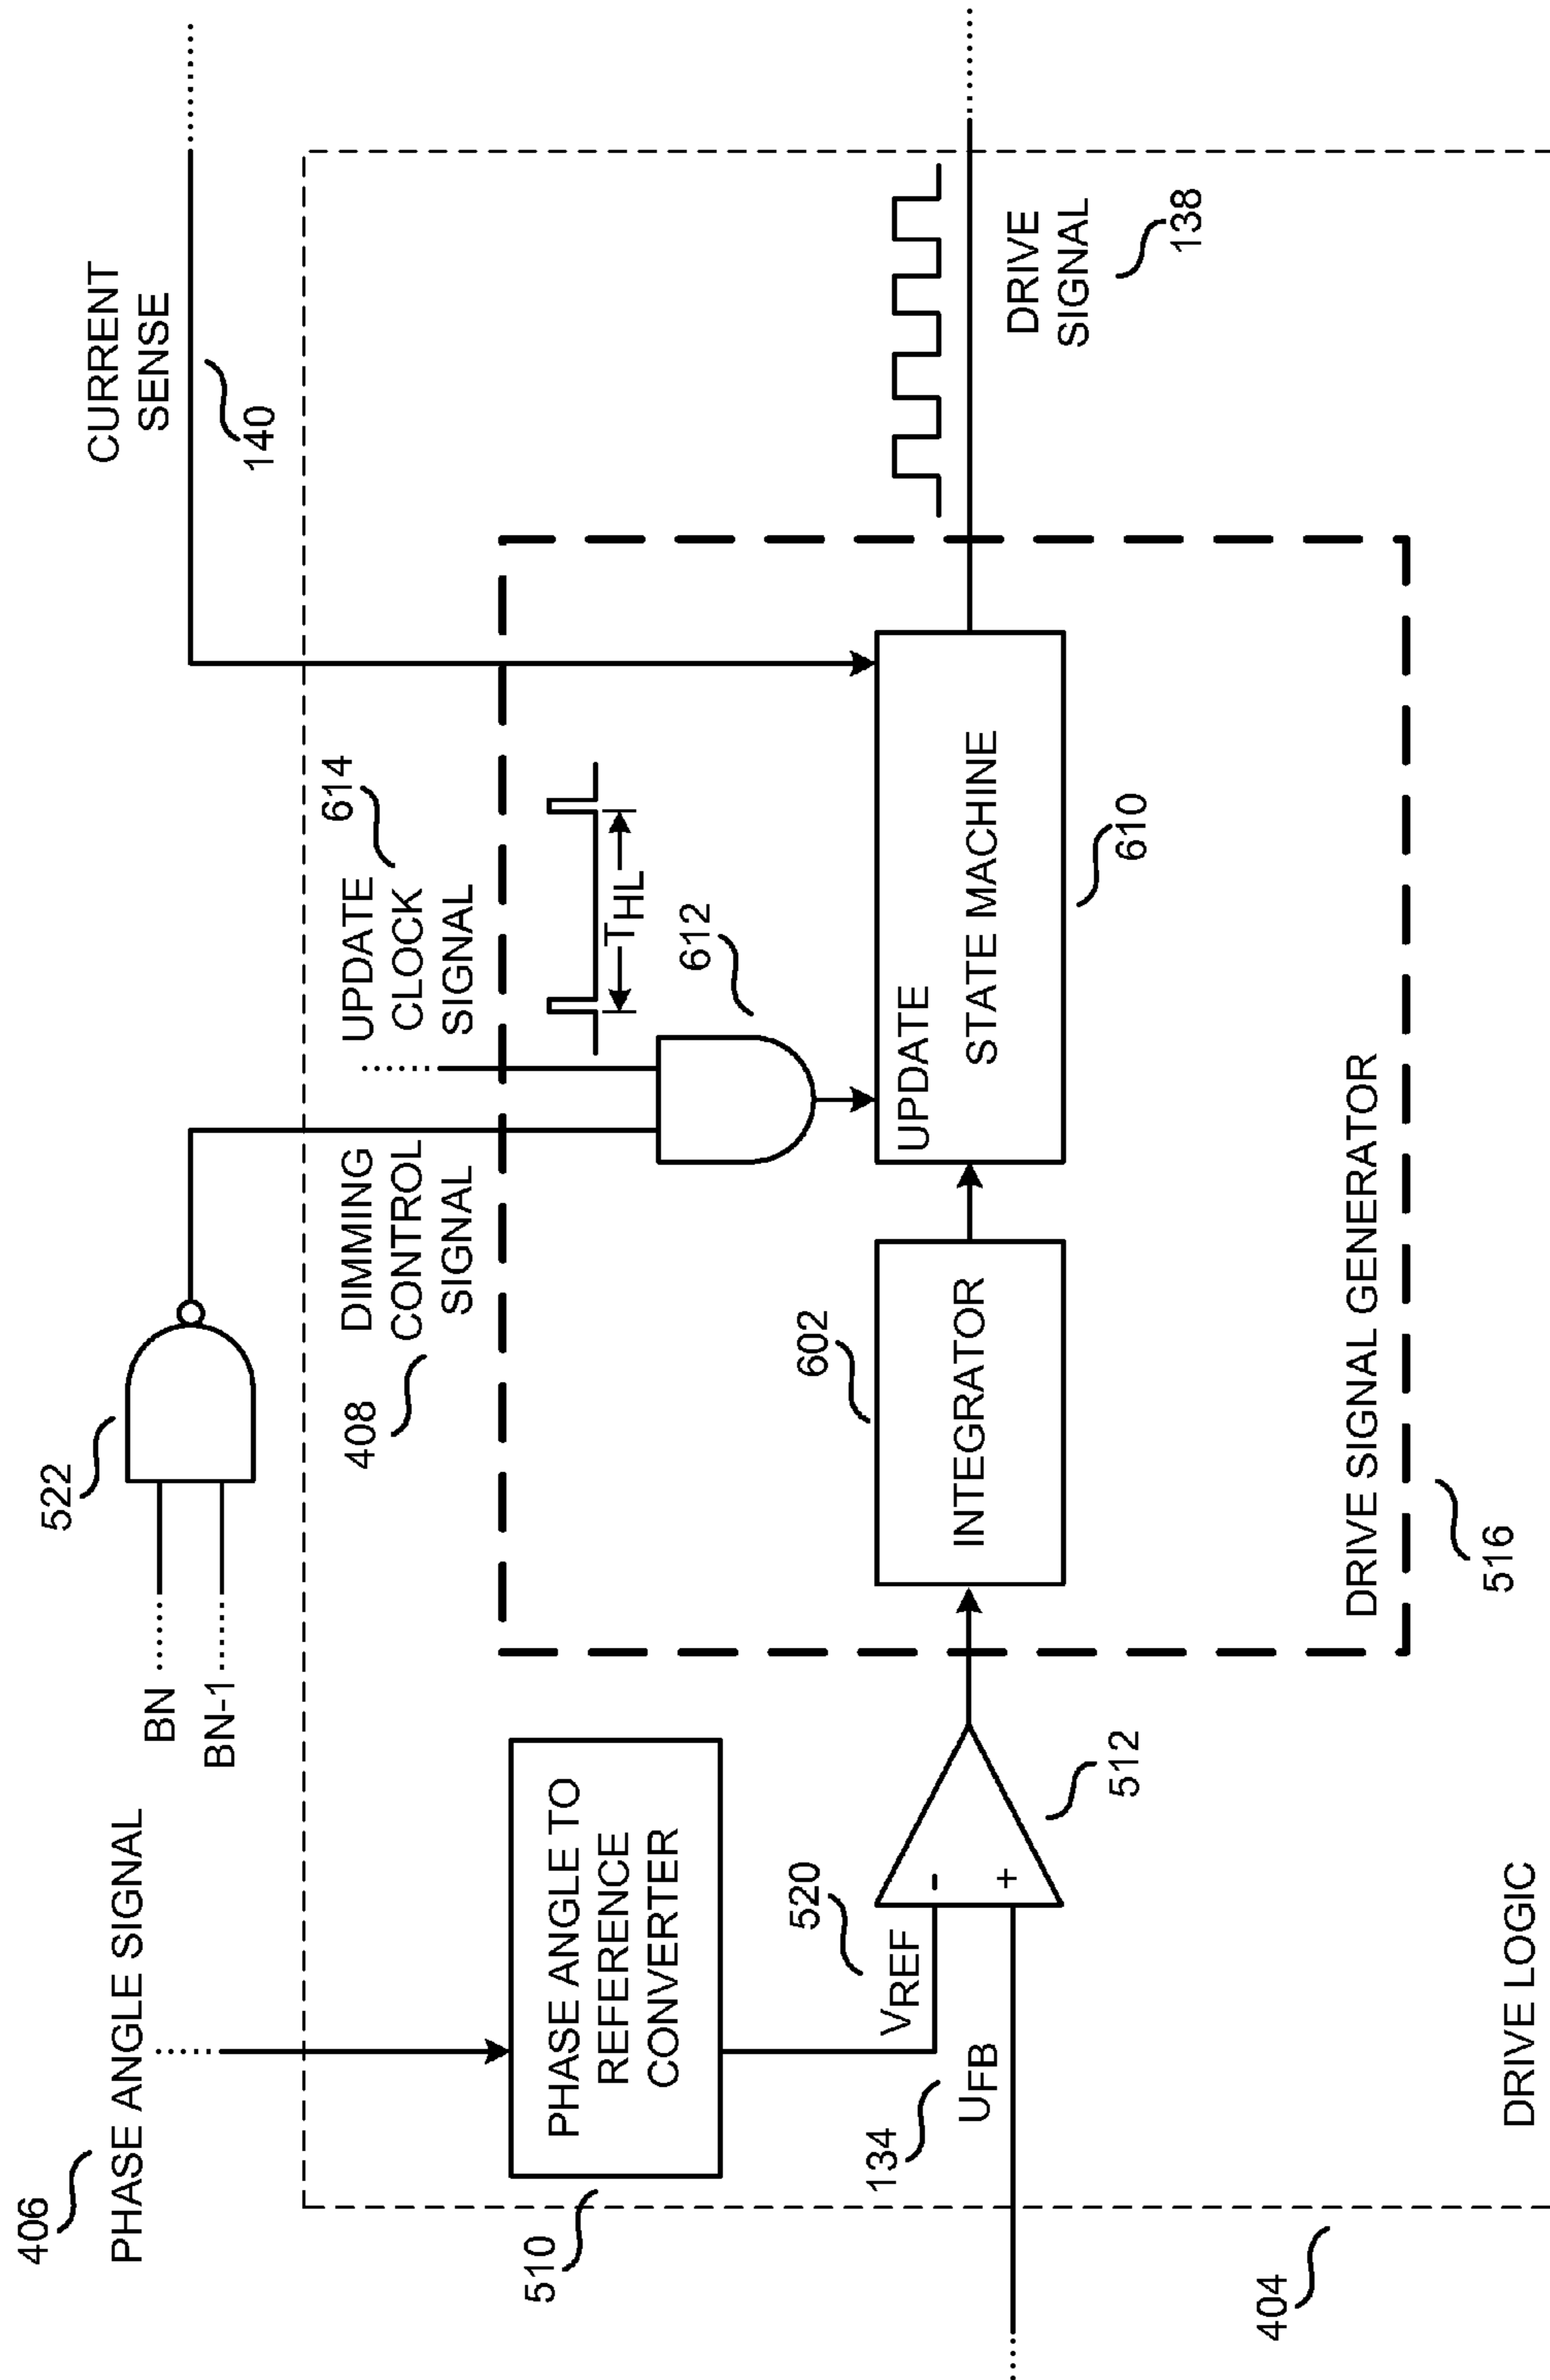 406
PHASE ANGLE SIGNAL
522
BN
BN-1
CURRENT
SENSE
140
DIMMING
CONTROL
SIGNAL
408
UPDATE
CLOCK
SIGNAL
614
THL
612
510
PHASE ANGLE TO
REFERENCE
CONVERTER
520
VREF
134
UFB
-
+
512
602
INTEGRATOR
UPDATE
STATE MACHINE
610
DRIVE
SIGNAL
138
DRIVE SIGNAL GENERATOR
516
404
DRIVE LOGIC